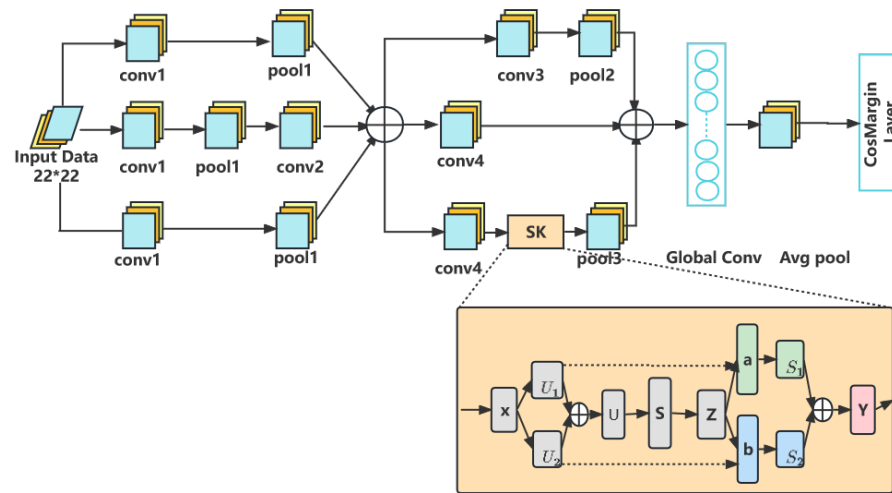 conv1
pool1
conv3
pool2
Input Data
22*22
conv1
pool1
conv2
conv4
CosMargin
Layer
conv1
pool1
conv4
SK
pool3
Global Conv
Avg pool
x
U1
U2
U
S
Z
a
b
S1
S2
Y